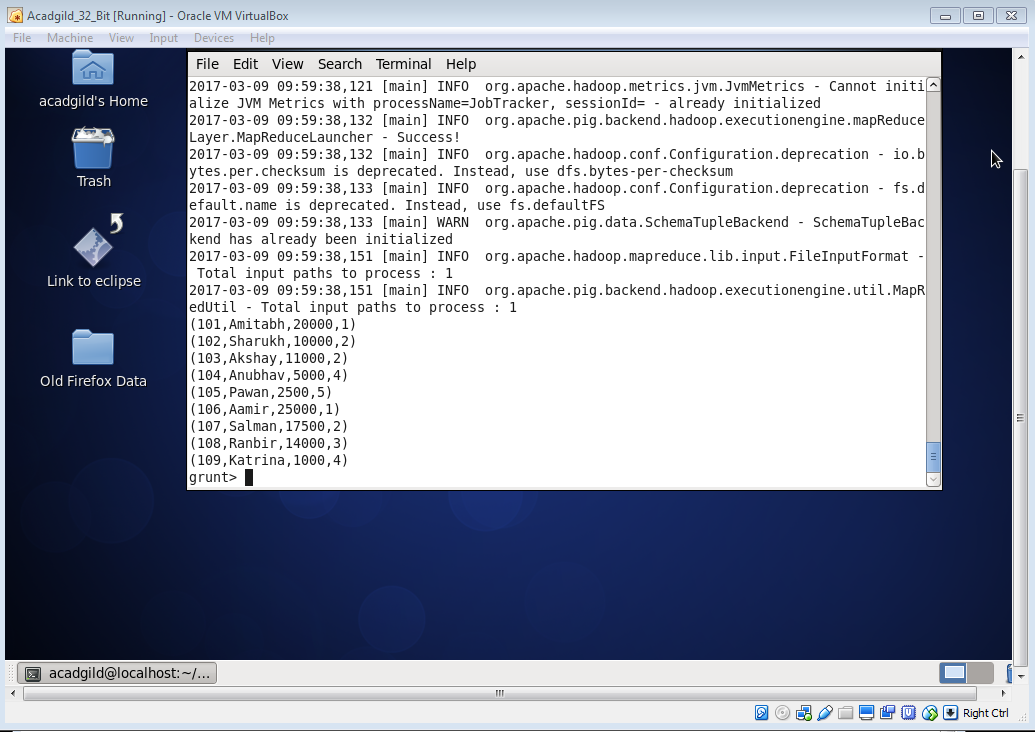 Acadgild_32_Bit [Running] - Oracle VM VirtualBox
File Machine View Input Devices Help
acadgild's Home
Trash
Link to eclipse
Old Firefox Data
File Edit View Search Terminal Help
2017-03-09 09:59:38,121 [main] INFO  org.apache.hadoop.metrics.jvm.JvmMetrics - Cannot initi
alize JVM Metrics with processName=JobTracker, sessionId= - already initialized
2017-03-09 09:59:38,132 [main] INFO  org.apache.pig.backend.hadoop.executionengine.mapReduce
Layer.MapReduceLauncher - Success!
2017-03-09 09:59:38,132 [main] INFO  org.apache.hadoop.conf.Configuration.deprecation - io.b
ytes.per.checksum is deprecated. Instead, use dfs.bytes-per-checksum
2017-03-09 09:59:38,133 [main] INFO  org.apache.hadoop.conf.Configuration.deprecation - fs.d
efault.name is deprecated. Instead, use fs.defaultFS
2017-03-09 09:59:38,133 [main] WARN  org.apache.pig.data.SchemaTupleBackend - SchemaTupleBac
kend has already been initialized
2017-03-09 09:59:38,151 [main] INFO  org.apache.hadoop.mapreduce.lib.input.FileInputFormat -
 Total input paths to process : 1
2017-03-09 09:59:38,151 [main] INFO  org.apache.pig.backend.hadoop.executionengine.util.MapR
edUtil - Total input paths to process : 1
(101,Amitabh,20000,1)
(102,Sharukh,10000,2)
(103,Akshay,11000,2)
(104,Anubhav,5000,4)
(105,Pawan,2500,5)
(106,Aamir,25000,1)
(107,Salman,17500,2)
(108,Ranbir,14000,3)
(109,Katrina,1000,4)
grunt>
acadgild@localhost:~/...
Right Ctrl